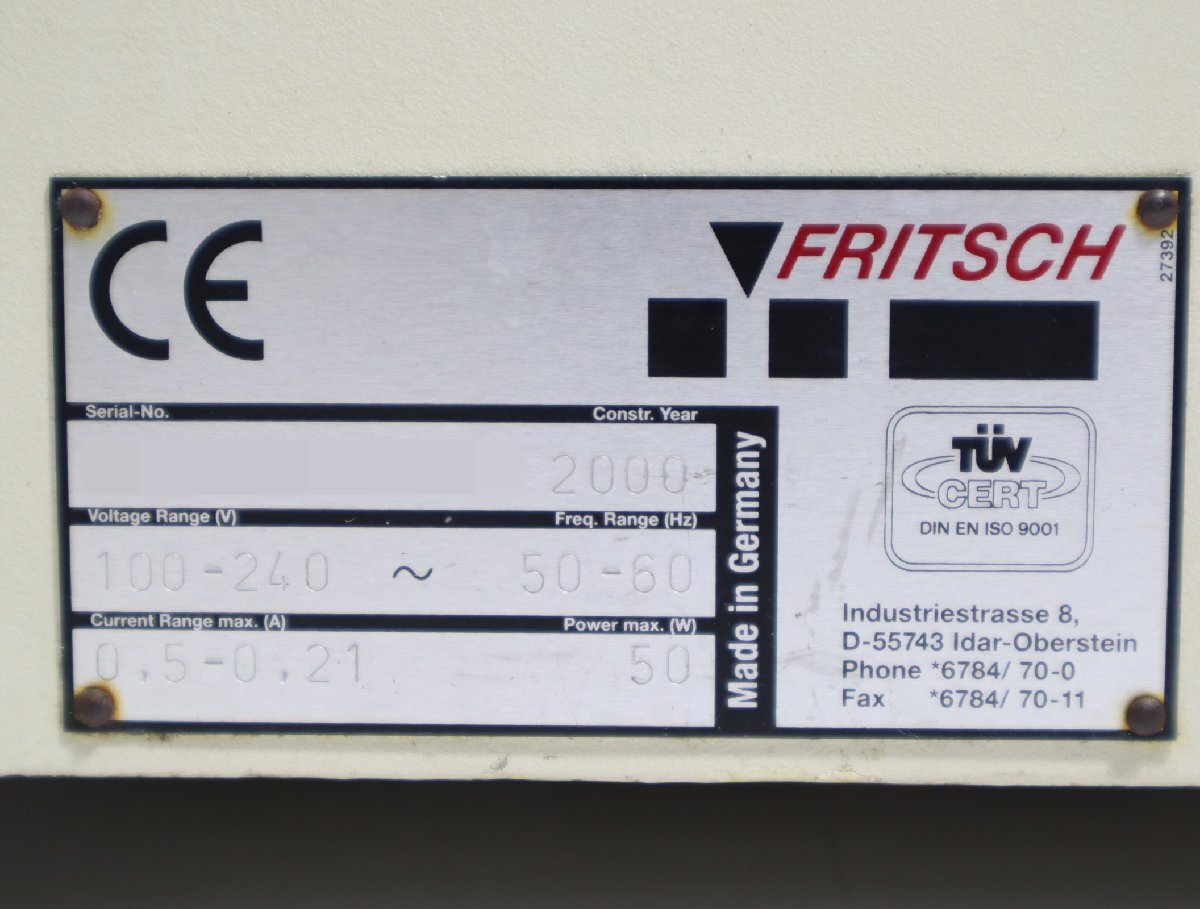 CE
FRITSCH
27392
Serial-No. Constr. Year
2000
Voltage Range (V) Freq. Range (Hz)
100-240 ~ 50-60
Current Range max. (A) Power max. (W)
0.5-0.21 50
Made in Germany
TÜV
CERT
DIN EN ISO 9001
Industriestrasse 8,
D-55743 Idar-Oberstein
Phone *6784/ 70-0
Fax *6784/ 70-11